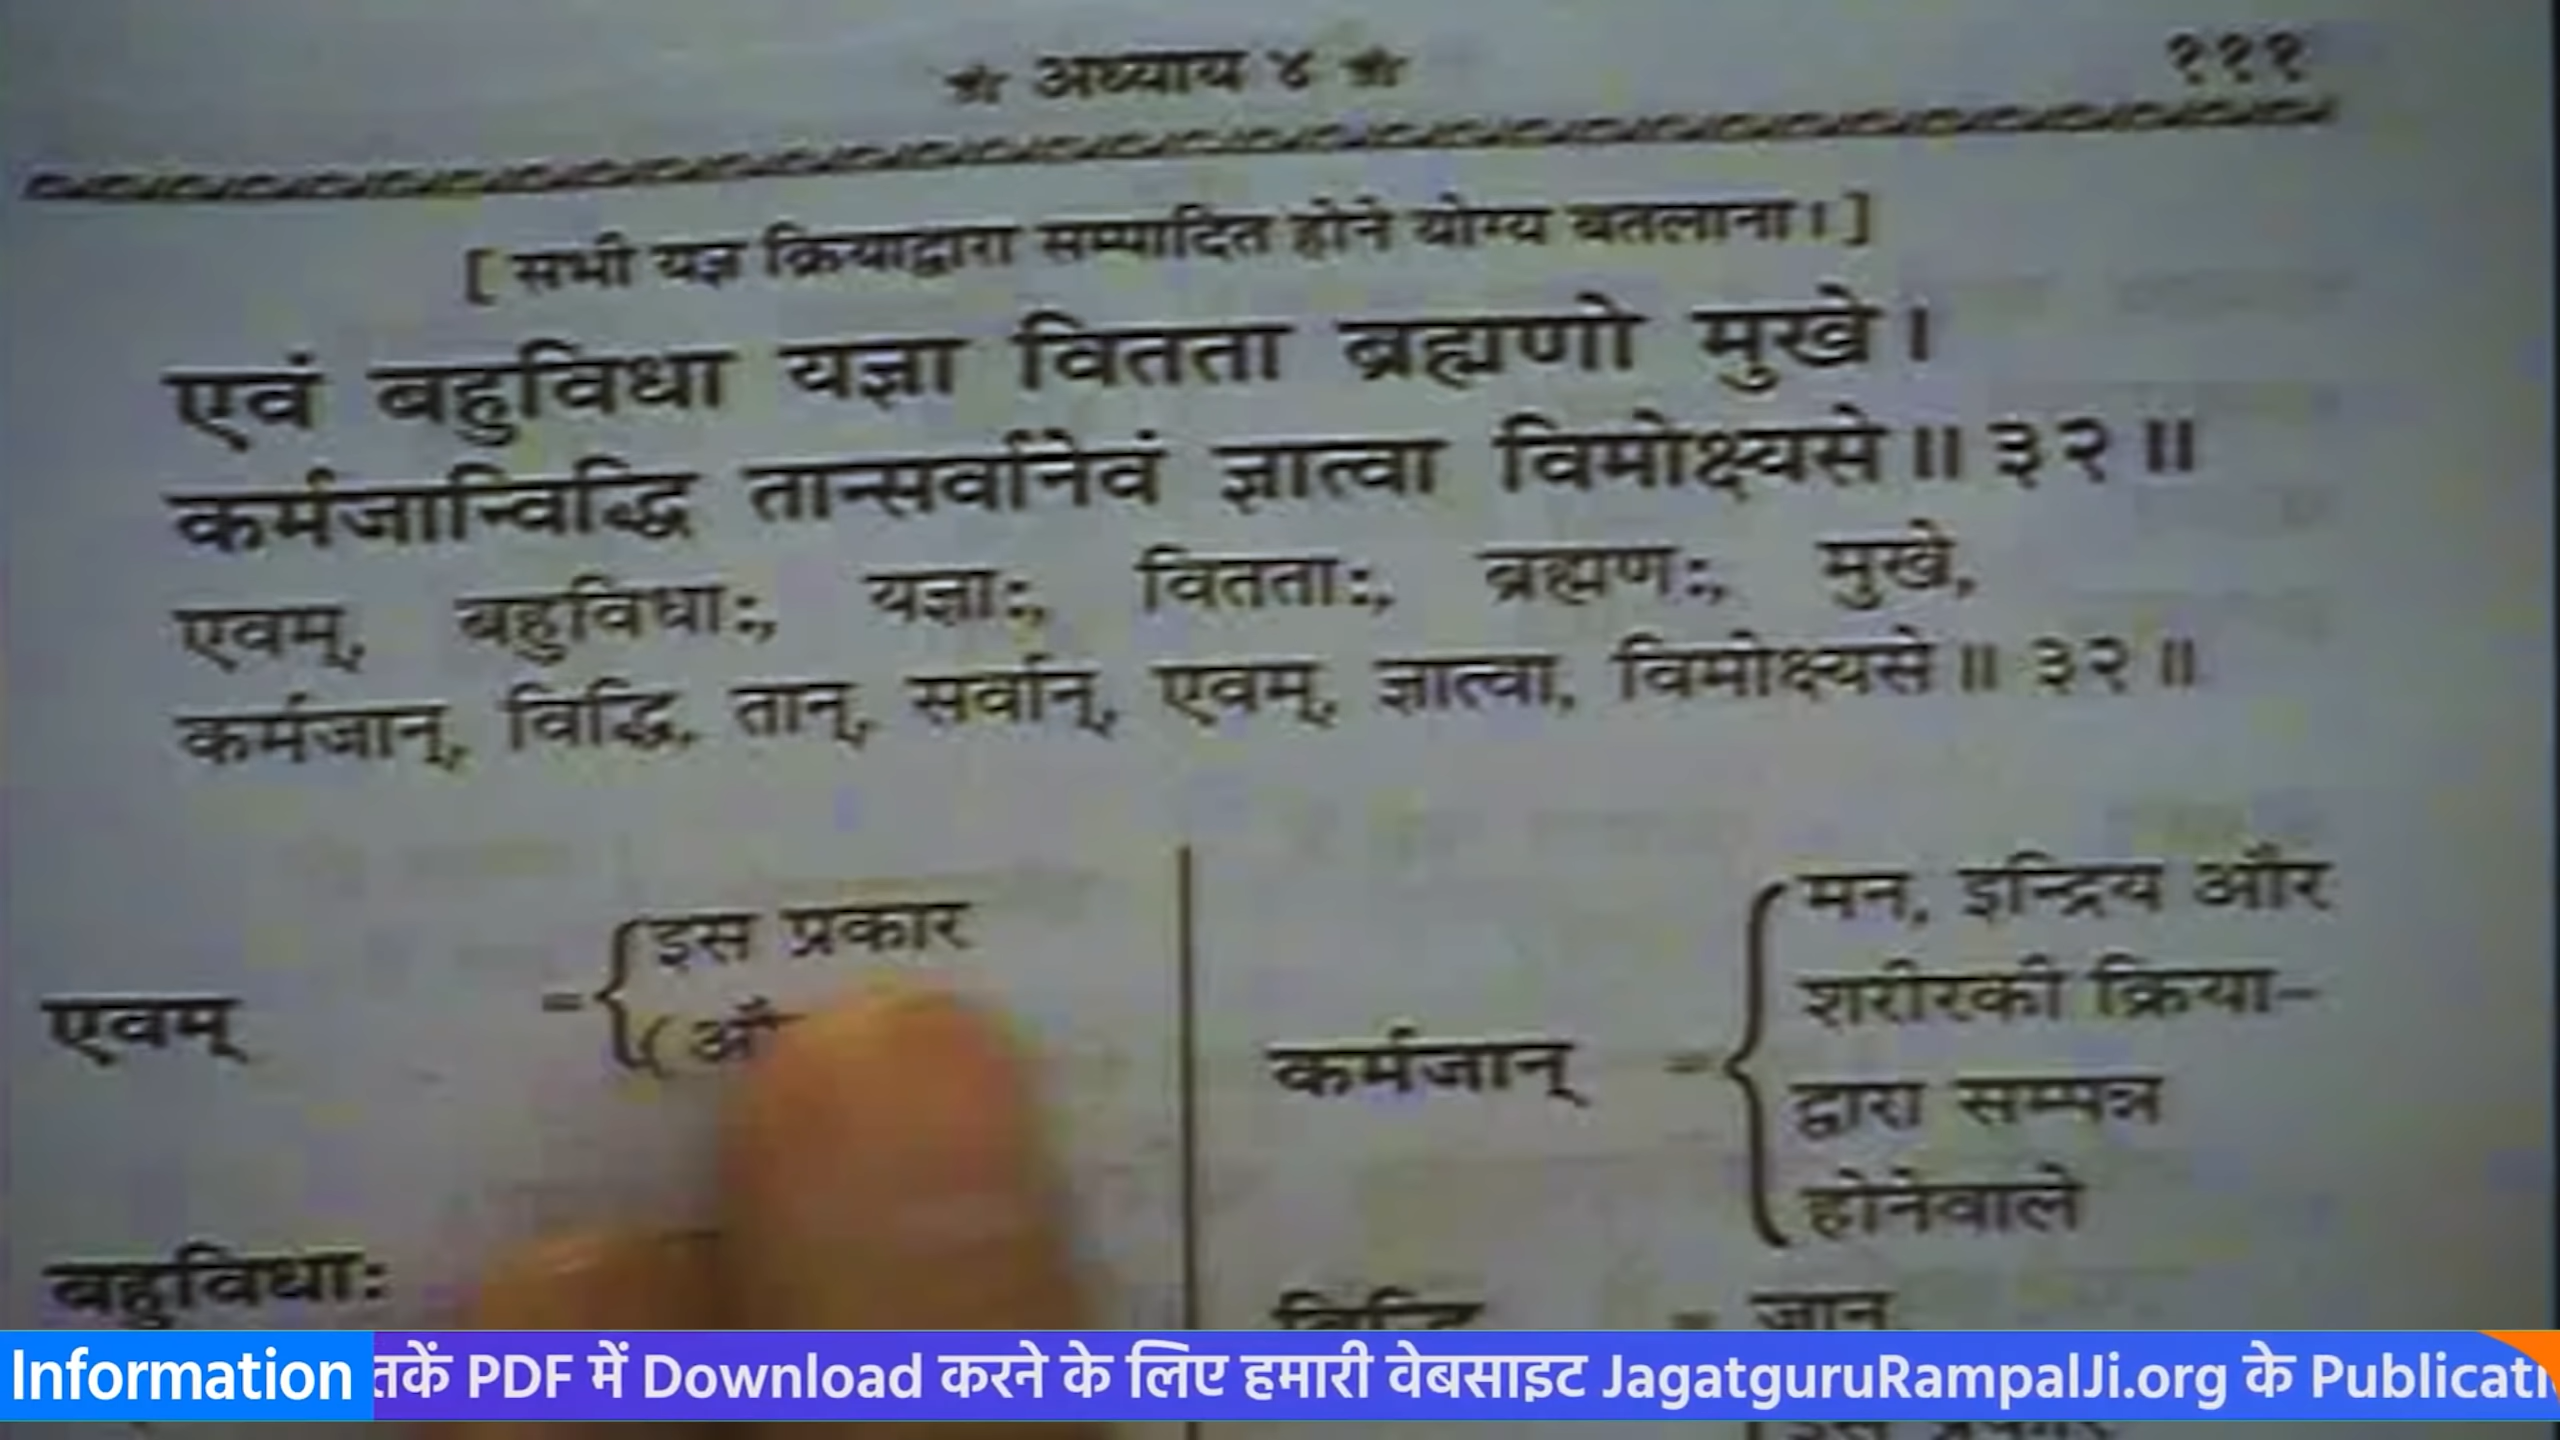 ☆ अध्याय ४ ☆
१११
[ सभी यज्ञ क्रियाद्वारा सम्पादित होने योग्य बतलाना। ]
एवं बहुविधा यज्ञा वितता ब्रह्मणो मुखे।
कर्मजान्विद्धि तान्सर्वानेवं ज्ञात्वा विमोक्ष्यसे॥ ३२ ॥
एवम्, बहुविधाः, यज्ञाः, वितताः, ब्रह्मणः, मुखे,
कर्मजान्, विद्धि, तान्, सर्वान्, एवम्, ज्ञात्वा, विमोक्ष्यसे॥ ३२ ॥
एवम् = { इस प्रकार
बहुविधाः
कर्मजान् = { मन, इन्द्रिय और
शरीरकी क्रिया-
द्वारा सम्पन्न
होनेवाले
= जान
Information
PDF में Download करने के लिए हमारी वेबसाइट JagatguruRampalJi.org के